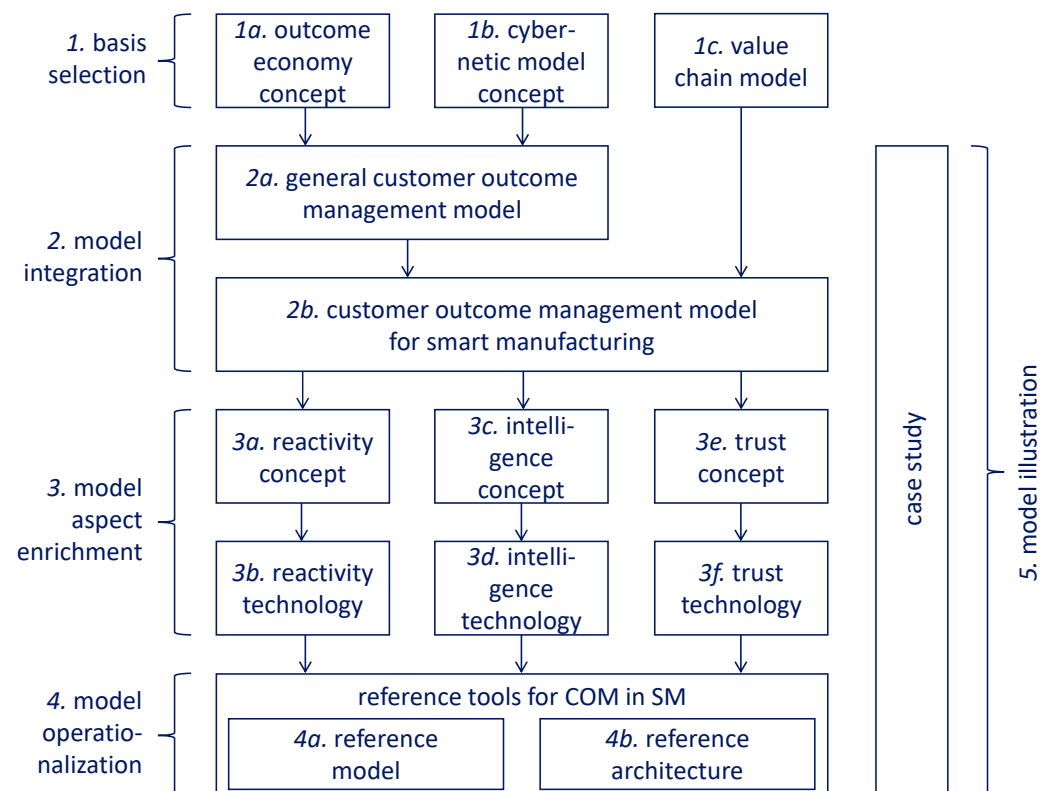 1. basis
selection
1a. outcome
economy
concept
1b. cyber-
netic model
concept
1c. value
chain model
2. model
integration
2a. general customer outcome
management model
2b. customer outcome management model
for smart manufacturing
3. model
aspect
enrichment
3a. reactivity
concept
3c. intelli-
gence
concept
3e. trust
concept
3b. reactivity
technology
3d. intelli-
gence
technology
3f. trust
technology
4. model
operatio-
nalization
reference tools for COM in SM
4a. reference
model
4b. reference
architecture
case study
5. model illustration